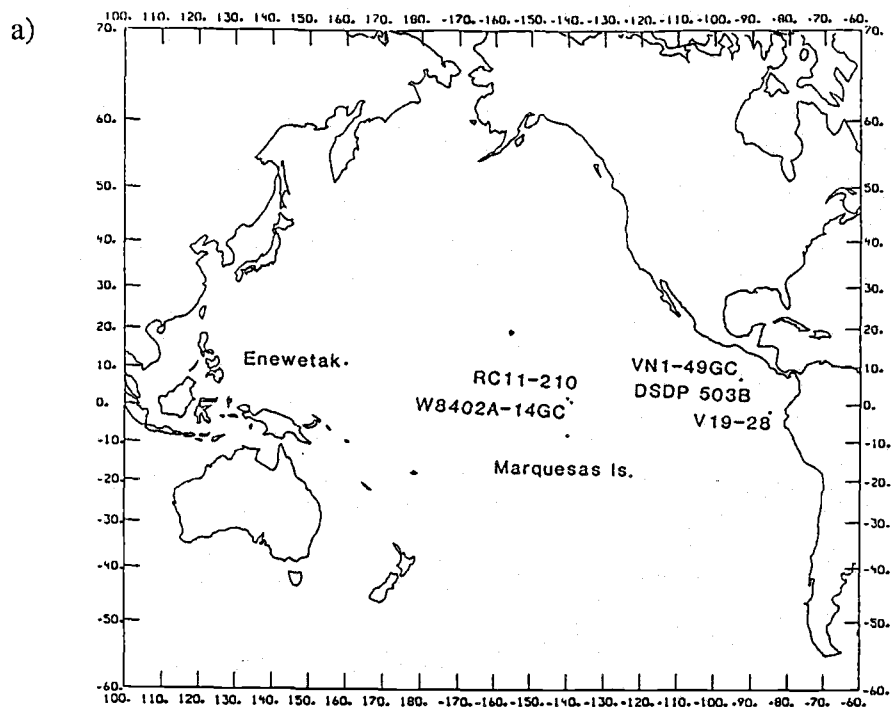 a)
100. 110. 120. 130. 140. 150. 160. 170. 180.-170.-160.-150.-140.-130.-120.-110.-100.-90. -80. -70. -60.
70. 70.
60. 60.
50. 50.
40. 40.
30. 30.
20. 20.
Enewetak. VN1-49GC
10. 10.
RC11-210 DSDP 503B
0. W8402A-14GC 0.
V19-28
-10. -10.
Marquesas Is.
-20. -20.
-30. -30.
-40. -40.
-50. -50.
-60. -60.
100. 110. 120. 130. 140. 150. 160. 170. 180.-170.-160.-150.-140.-130.-120.-110.-100.-90. -80. -70. -60.